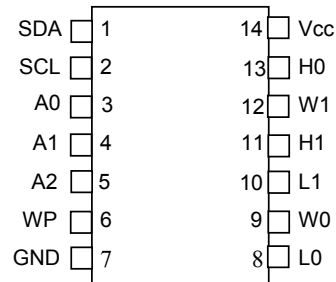 SDA 1 14 Vcc
SCL 2 13 H0
A0 3 12 W1
A1 4 11 H1
A2 5 10 L1
WP 6 9 W0
GND 7 8 L0